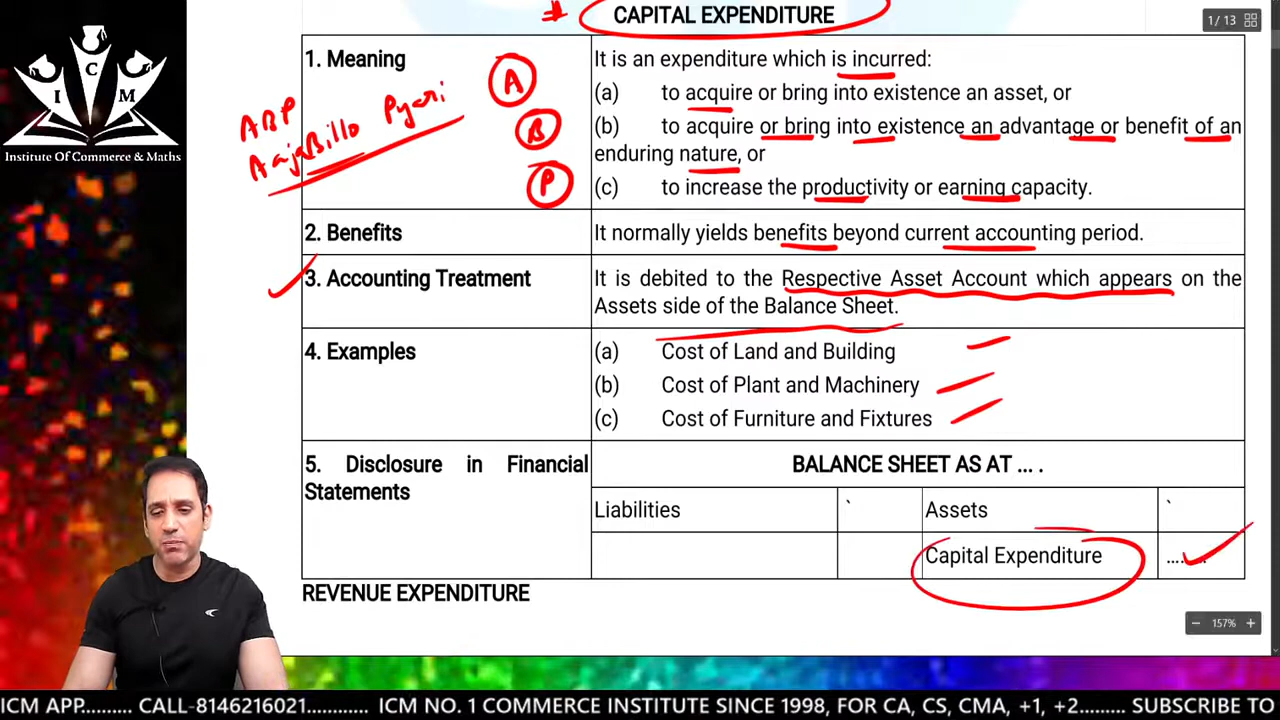 CAPITAL EXPENDITURE
1 / 13
I C M
Institute Of Commerce & Maths
1. Meaning
It is an expenditure which is incurred:
(a) to acquire or bring into existence an asset, or
(b) to acquire or bring into existence an advantage or benefit of an
enduring nature, or
(c) to increase the productivity or earning capacity.
A
B
P
ABP
Aaja Billo Pyari
2. Benefits
It normally yields benefits beyond current accounting period.
3. Accounting Treatment
It is debited to the Respective Asset Account which appears on the
Assets side of the Balance Sheet.
4. Examples
(a) Cost of Land and Building
(b) Cost of Plant and Machinery
(c) Cost of Furniture and Fixtures
5. Disclosure in Financial
Statements
BALANCE SHEET AS AT ... .
Liabilities ` Assets `
Capital Expenditure ........
REVENUE EXPENDITURE
− 157% +
ICM APP......... CALL-8146216021............ ICM NO. 1 COMMERCE INSTITUTE SINCE 1998, FOR CA, CS, CMA, +1, +2....... SUBSCRIBE TO